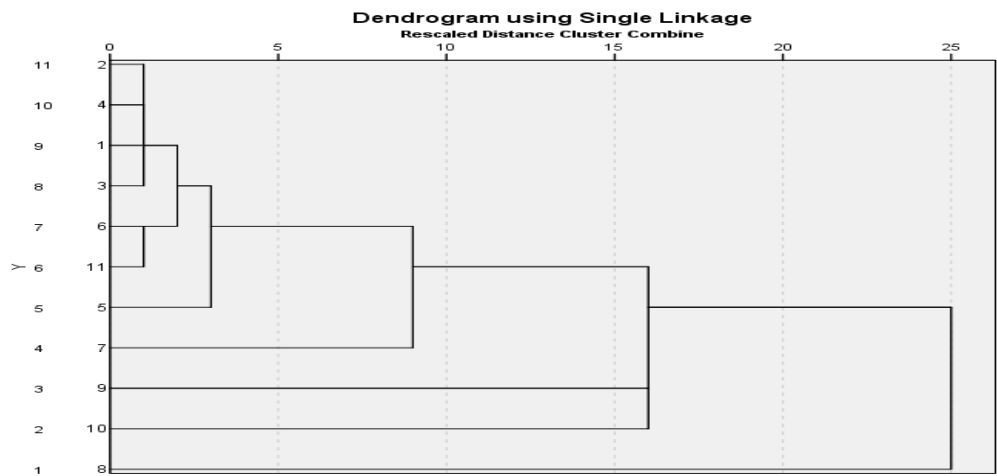 Dendrogram using Single Linkage
Rescaled Distance Cluster Combine
0 5 10 15 20 25
11 2
10 4
9 1
8 3
7 6
Y 6 11
5 5
4 7
3 9
2 10
1 8